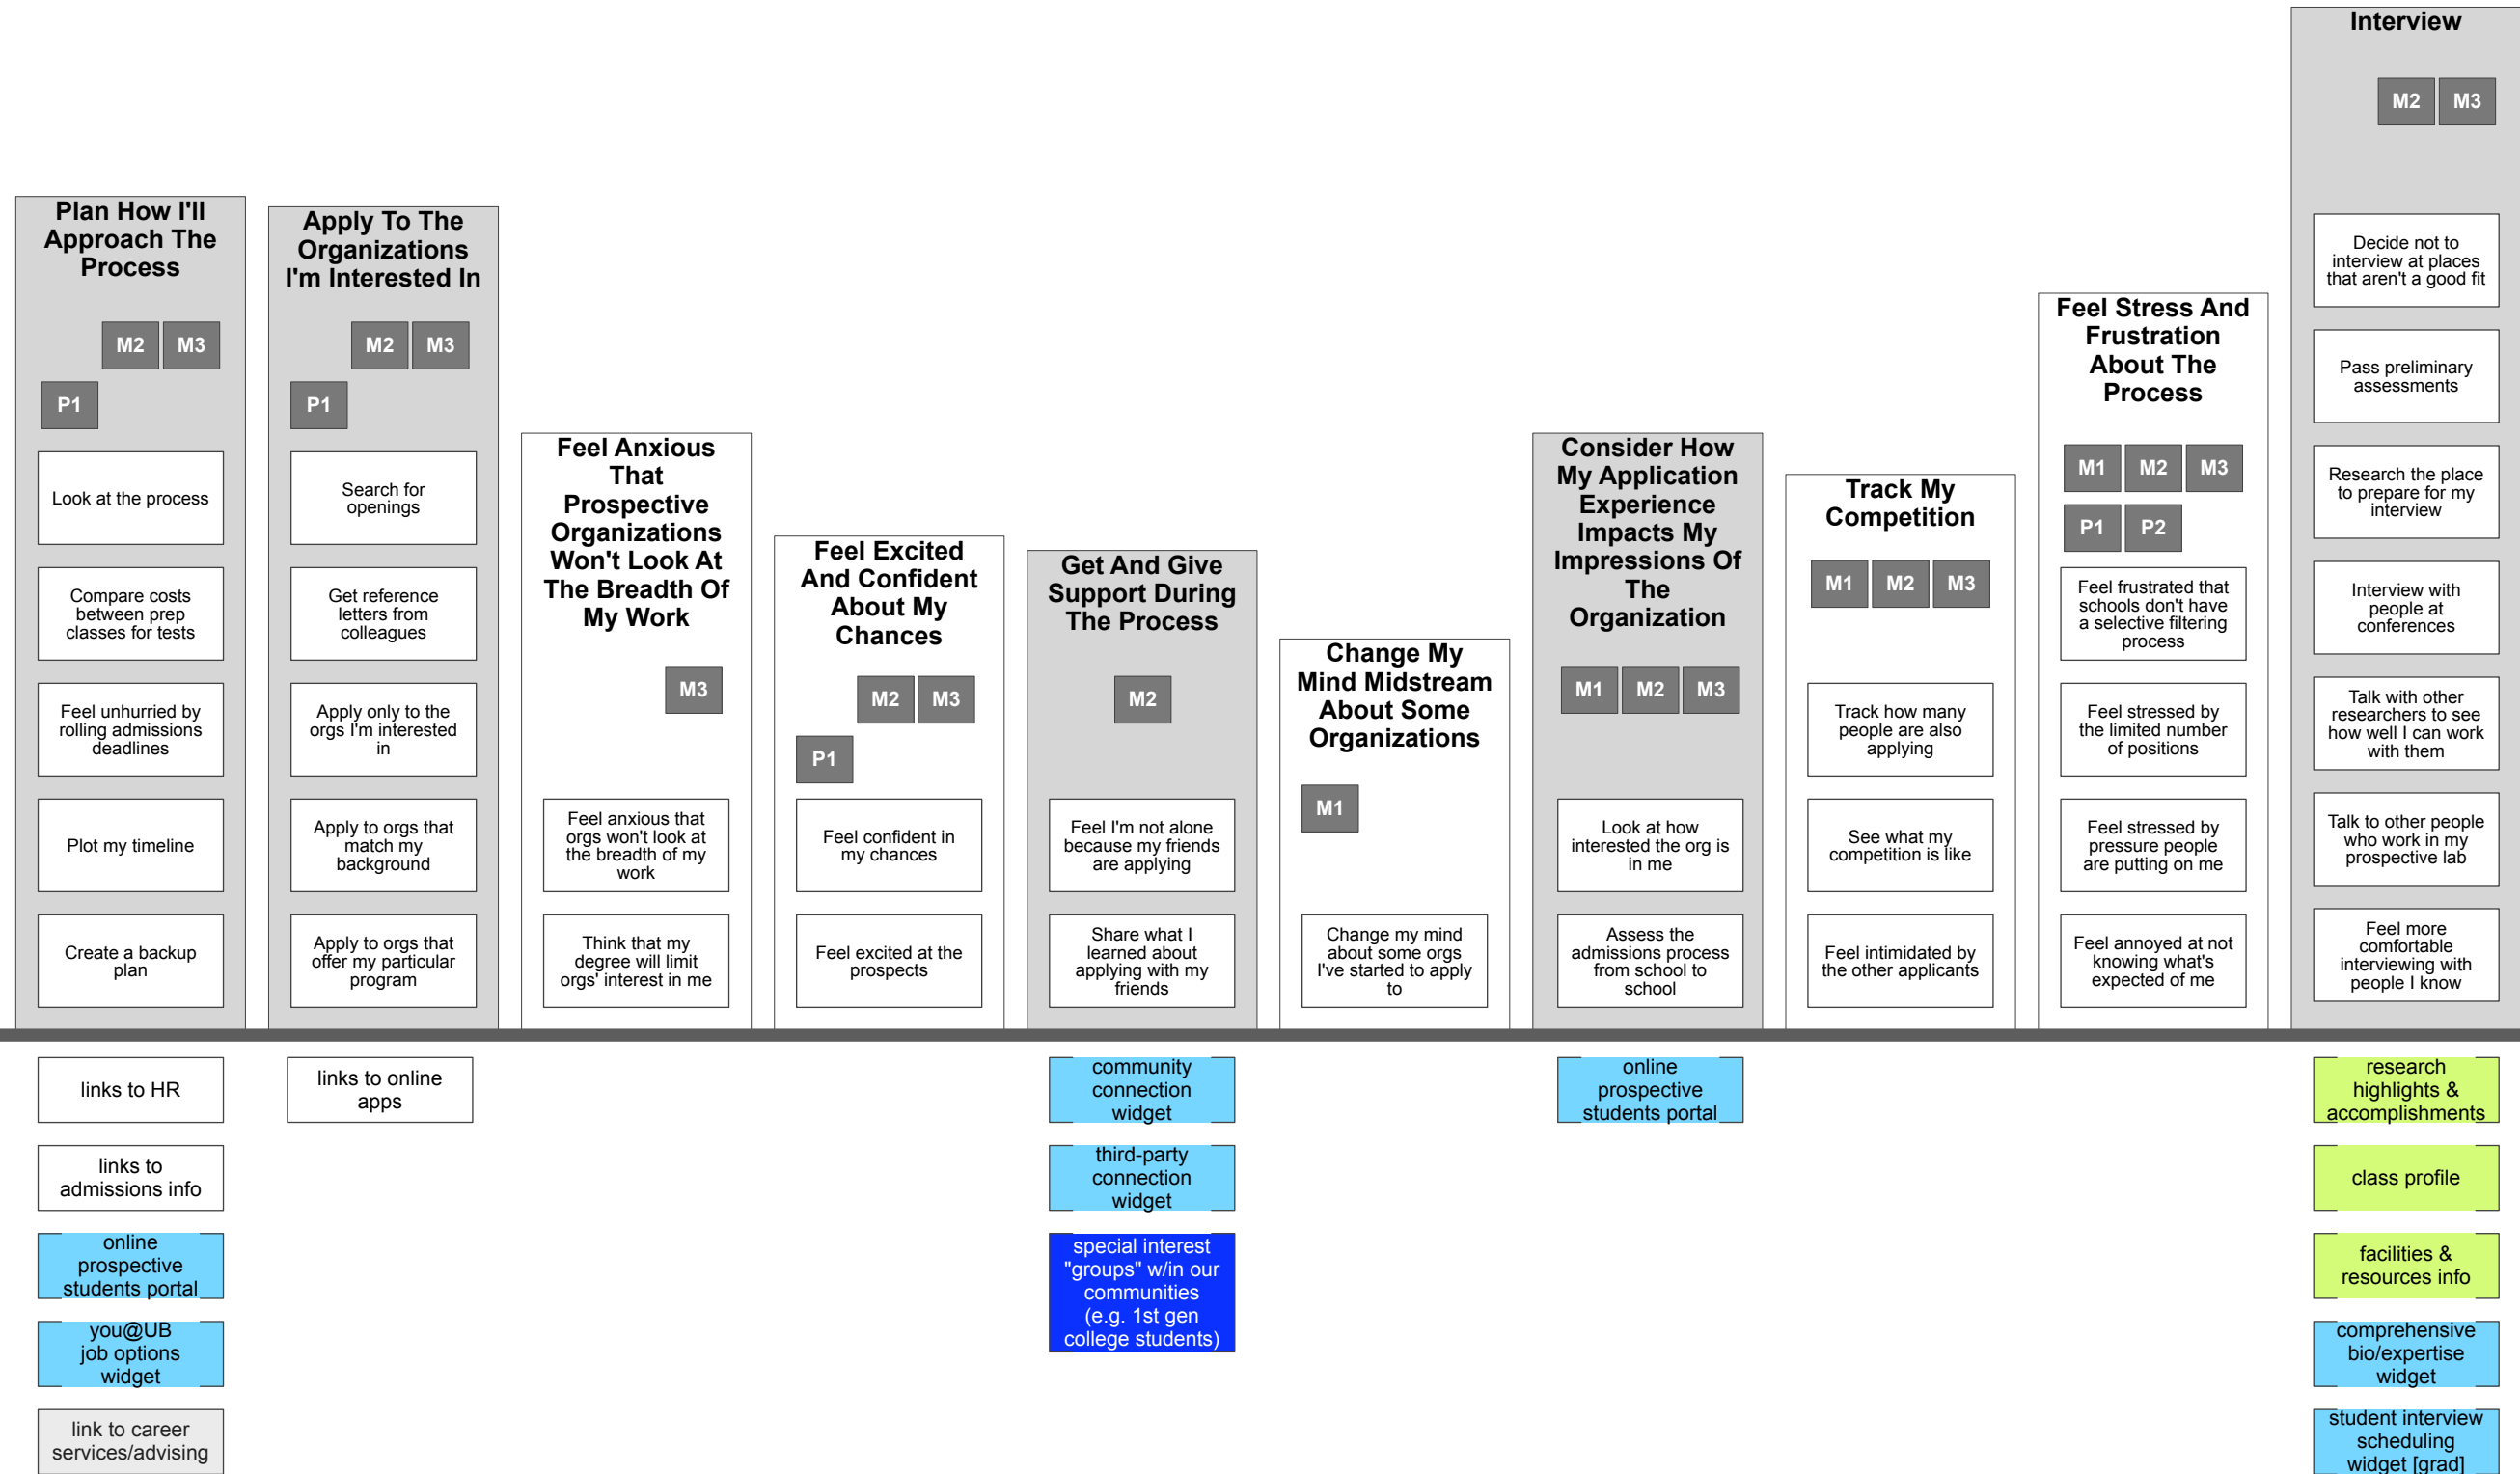 Plan How I'll
Approach The
Process
M2 M3
P1
Look at the process
Compare costs
between prep
classes for tests
Feel unhurried by
rolling admissions
deadlines
Plot my timeline
Create a backup
plan
links to HR
links to
admissions info
online
prospective
students portal
you@UB
job options
widget
link to career
services/advising
Apply To The
Organizations
I'm Interested In
M2 M3
P1
Search for
openings
Get reference
letters from
colleagues
Apply only to the
orgs I'm interested
in
Apply to orgs that
match my
background
Apply to orgs that
offer my particular
program
links to online
apps
Feel Anxious
That
Prospective
Organizations
Won't Look At
The Breadth Of
My Work
M3
Feel anxious that
orgs won't look at
the breadth of my
work
Think that my
degree will limit
orgs' interest in me
Feel Excited
And Confident
About My
Chances
M2 M3
P1
Feel confident in
my chances
Feel excited at the
prospects
Get And Give
Support During
The Process
M2
Feel I'm not alone
because my friends
are applying
Share what I
learned about
applying with my
friends
community
connection
widget
third-party
connection
widget
special interest
"groups" w/in our
communities
(e.g. 1st gen
college students)
Change My
Mind Midstream
About Some
Organizations
M1
Change my mind
about some orgs
I've started to apply
to
Consider How
My Application
Experience
Impacts My
Impressions Of
The
Organization
M1 M2 M3
Look at how
interested the org is
in me
Assess the
admissions process
from school to
school
online
prospective
students portal
Track My
Competition
M1 M2 M3
Track how many
people are also
applying
See what my
competition is like
Feel intimidated by
the other applicants
Feel Stress And
Frustration
About The
Process
M1 M2 M3
P1 P2
Feel frustrated that
schools don't have
a selective filtering
process
Feel stressed by
the limited number
of positions
Feel stressed by
pressure people
are putting on me
Feel annoyed at not
knowing what's
expected of me
Interview
M2 M3
Decide not to
interview at places
that aren't a good fit
Pass preliminary
assessments
Research the place
to prepare for my
interview
Interview with
people at
conferences
Talk with other
researchers to see
how well I can work
with them
Talk to other people
who work in my
prospective lab
Feel more
comfortable
interviewing with
people I know
research
highlights &
accomplishments
class profile
facilities &
resources info
comprehensive
bio/expertise
widget
student interview
scheduling
widget [grad]